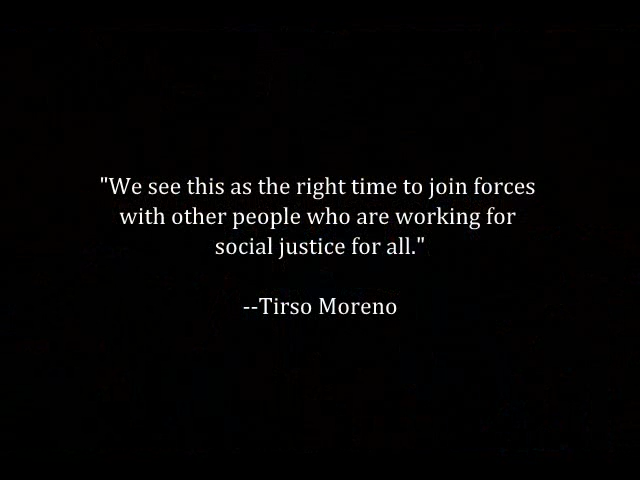 "We see this as the right time to join forces
with other people who are working for
social justice for all."
--Tirso Moreno